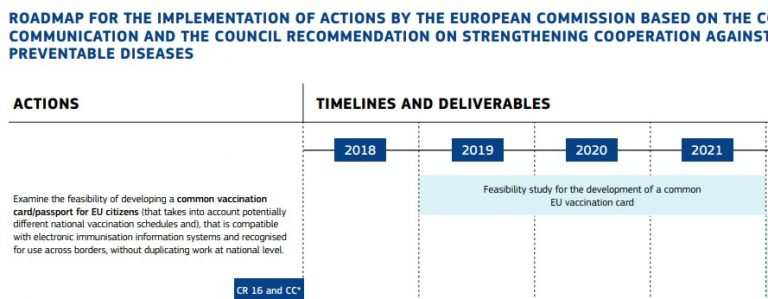 ROADMAP FOR THE IMPLEMENTATION OF ACTIONS BY THE EUROPEAN COMMISSION BASED ON THE
COMMUNICATION AND THE COUNCIL RECOMMENDATION ON STRENGTHENING COOPERATION AGAINST
PREVENTABLE DISEASES
ACTIONS
TIMELINES AND DELIVERABLES
2018 2019 2020 2021
Examine the feasibility of developing a common vaccination
card/passport for EU citizens (that takes into account potentially
different national vaccination schedules and), that is compatible
with electronic immunisation information systems and recognised
for use across borders, without duplicating work at national level.
Feasibility study for the development of a common
EU vaccination card
CR 16 and CC*